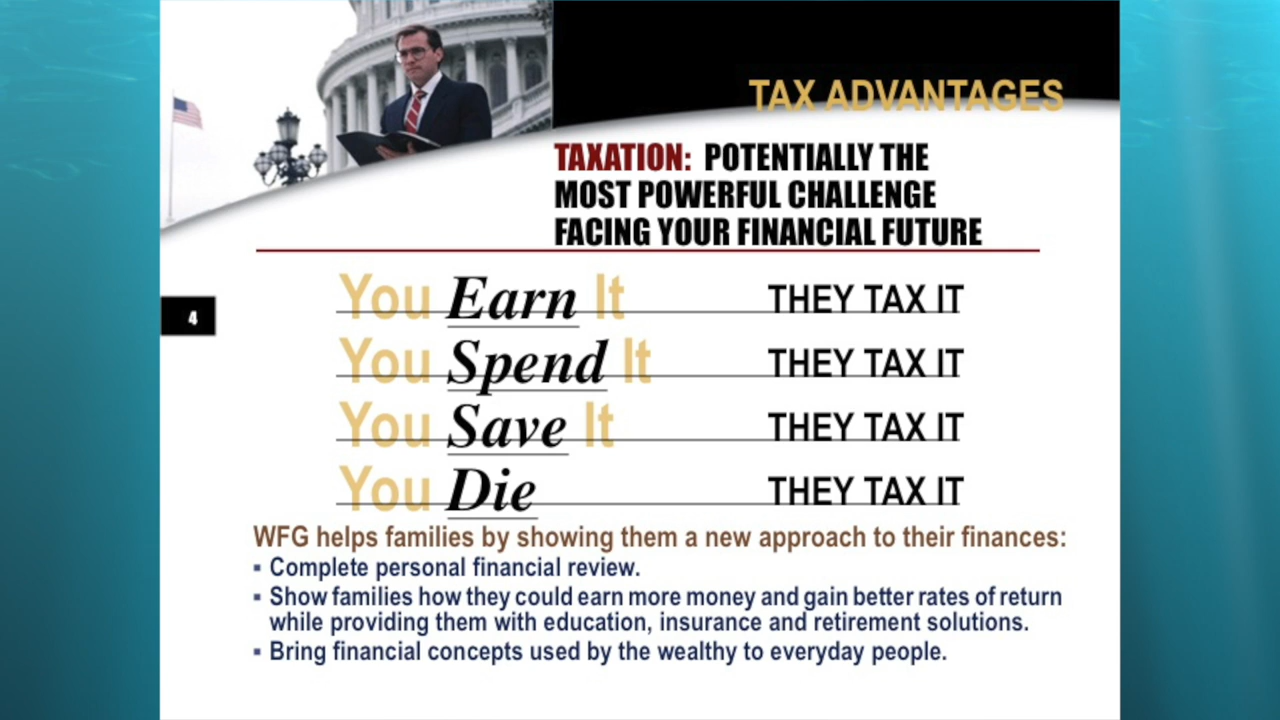 TAX ADVANTAGES
TAXATION: POTENTIALLY THE
MOST POWERFUL CHALLENGE
FACING YOUR FINANCIAL FUTURE
You Earn It THEY TAX IT
4
You Spend It THEY TAX IT
You Save It THEY TAX IT
You Die THEY TAX IT
WFG helps families by showing them a new approach to their finances:
▪ Complete personal financial review.
▪ Show families how they could earn more money and gain better rates of return
while providing them with education, insurance and retirement solutions.
▪ Bring financial concepts used by the wealthy to everyday people.